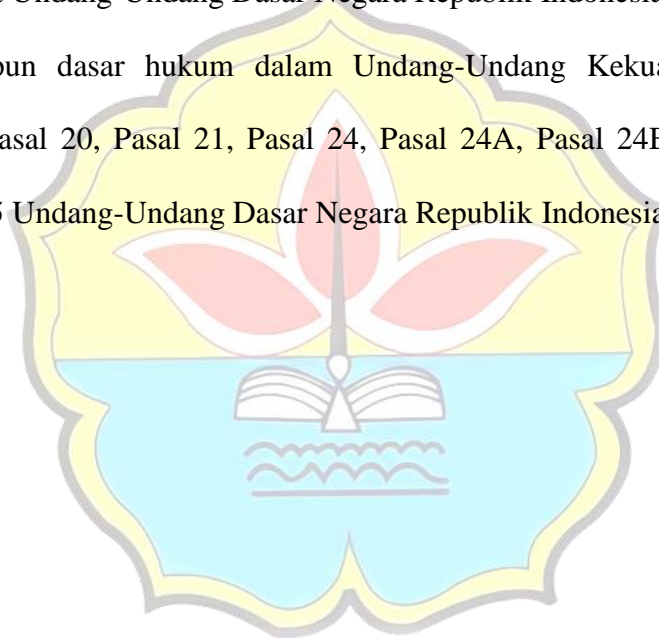 Undang-Undang Dasar Negara Republik Indonesia
dasar hukum dalam Undang-Undang
Pasal 20, Pasal 21, Pasal 24, Pasal 24A, Pasal
Undang-Undang Dasar Negara Republik Indonesia